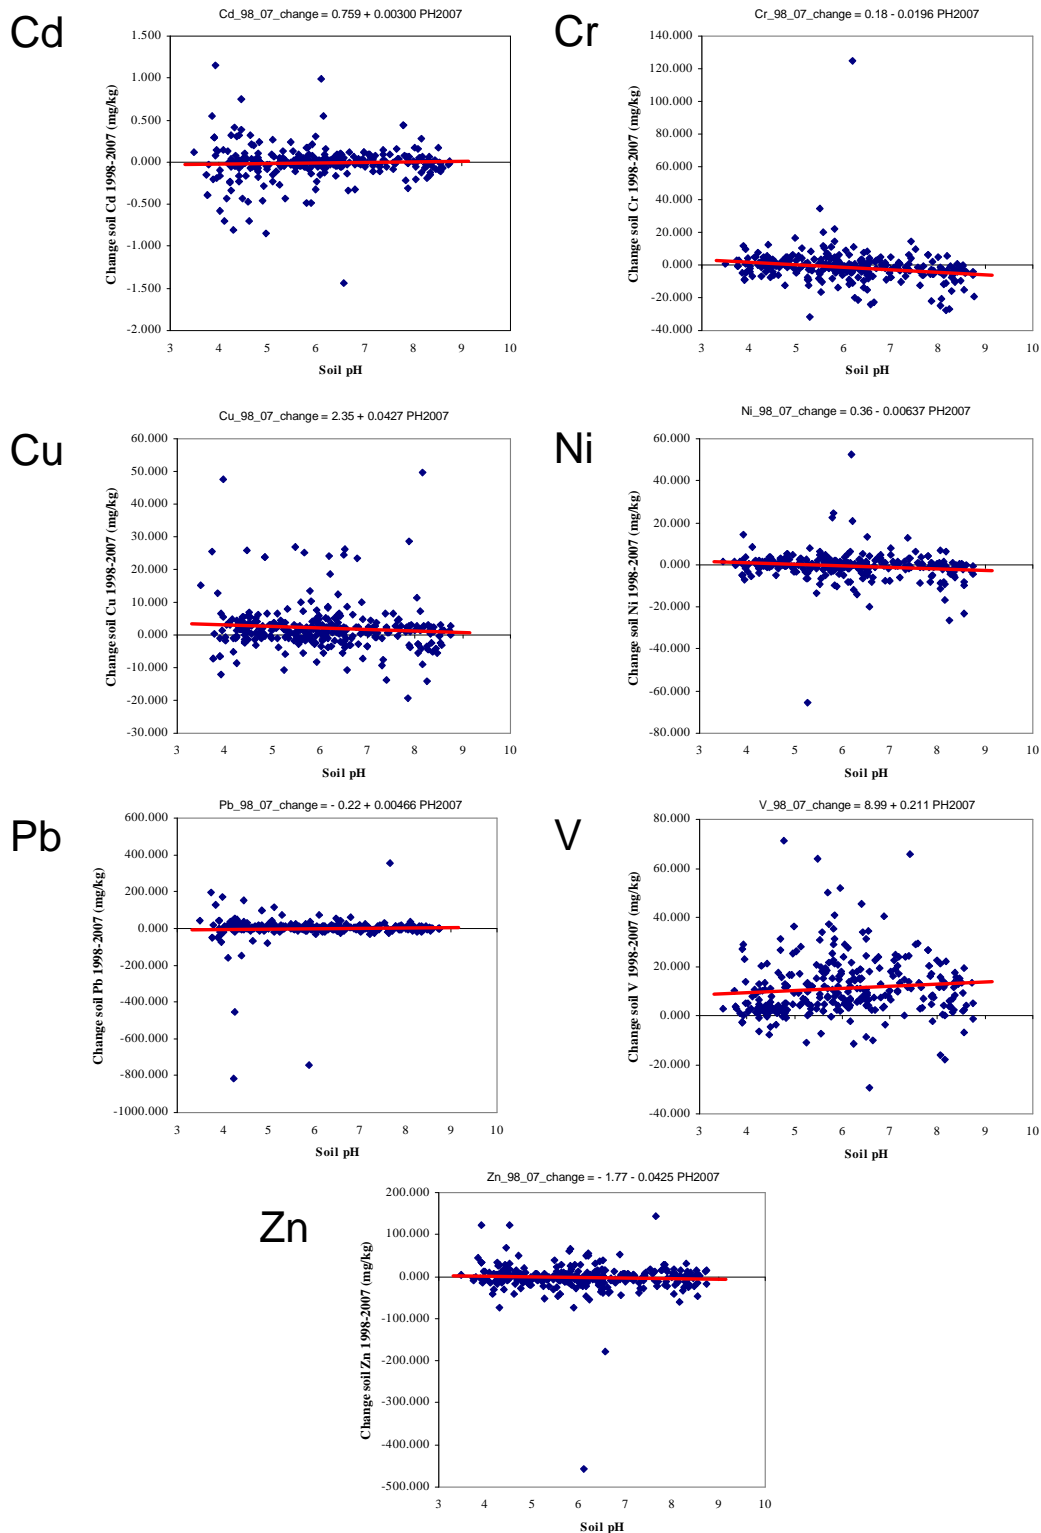 Cd
Cd_98_07_change = 0.759 + 0.00300 PH2007
1.500
1.000
0.500
0.000
-0.500
-1.000
-1.500
-2.000
3 4 5 6 7 8 9 10
Soil pH
Change soil Cd 1998-2007 (mg/kg)
Cr
Cr_98_07_change = 0.18 - 0.0196 PH2007
140.000
120.000
100.000
80.000
60.000
40.000
20.000
0.000
-20.000
-40.000
3 4 5 6 7 8 9 10
Soil pH
Change soil Cr 1998-2007 (mg/kg)
Cu
Cu_98_07_change = 2.35 + 0.0427 PH2007
60.000
50.000
40.000
30.000
20.000
10.000
0.000
-10.000
-20.000
-30.000
3 4 5 6 7 8 9 10
Soil pH
Change soil Cu 1998-2007 (mg/kg)
Ni
Ni_98_07_change = 0.36 - 0.00637 PH2007
60.000
40.000
20.000
0.000
-20.000
-40.000
-60.000
-80.000
3 4 5 6 7 8 9 10
Soil pH
Change soil Ni 1998-2007 (mg/kg)
Pb
Pb_98_07_change = - 0.22 + 0.00466 PH2007
600.000
400.000
200.000
0.000
-200.000
-400.000
-600.000
-800.000
-1000.000
3 4 5 6 7 8 9 10
Soil pH
Change soil Pb 1998-2007 (mg/kg)
V
V_98_07_change = 8.99 + 0.211 PH2007
80.000
60.000
40.000
20.000
0.000
-20.000
-40.000
3 4 5 6 7 8 9 10
Soil pH
Change soil V 1998-2007 (mg/kg)
Zn
Zn_98_07_change = - 1.77 - 0.0425 PH2007
200.000
100.000
0.000
-100.000
-200.000
-300.000
-400.000
-500.000
3 4 5 6 7 8 9 10
Soil pH
Change soil Zn 1998-2007 (mg/kg)